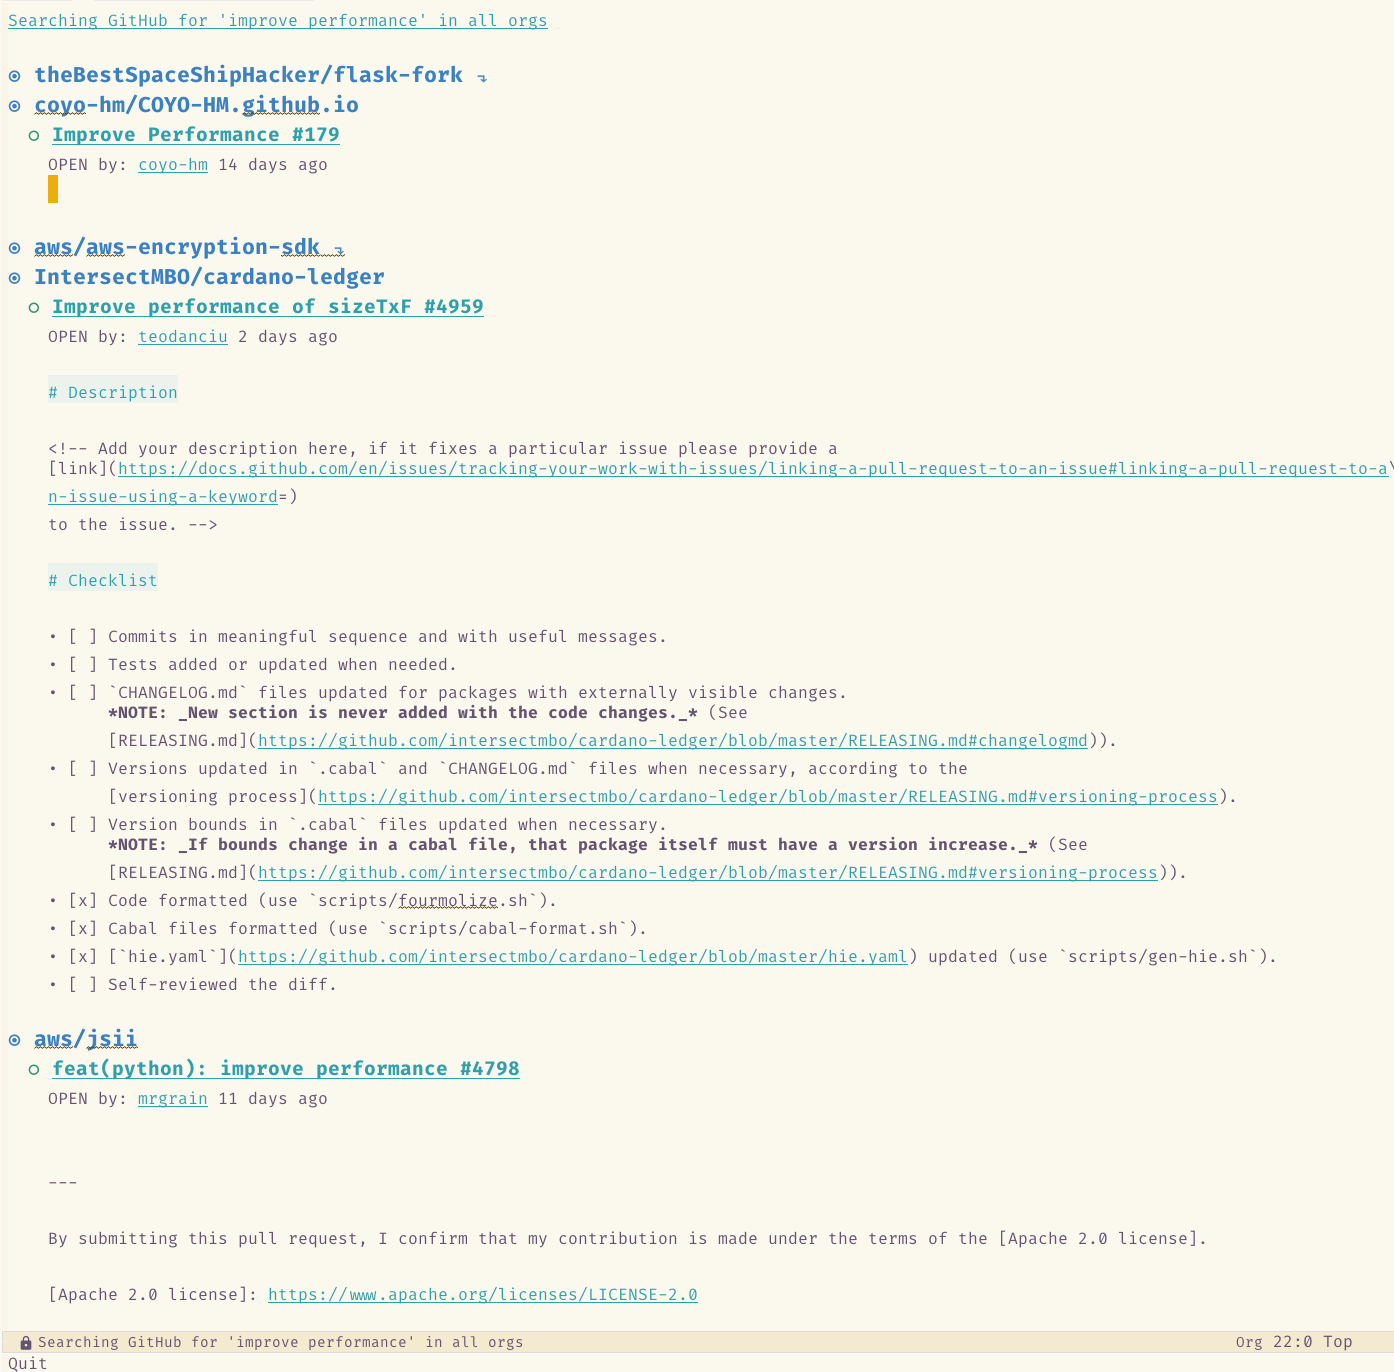 Searching GitHub for 'improve performance' in all orgs
theBestSpaceShipHacker/flask-fork ↴
coyo-hm/COYO-HM.github.io
Improve Performance #179
OPEN by: coyo-hm 14 days ago
aws/aws-encryption-sdk ↴
IntersectMBO/cardano-ledger
Improve performance of sizeTxF #4959
OPEN by: teodanciu 2 days ago
# Description
<!-- Add your description here, if it fixes a particular issue please provide a
[link](https://docs.github.com/en/issues/tracking-your-work-with-issues/linking-a-pull-request-to-an-issue#linking-a-pull-request-to-a\
n-issue-using-a-keyword=)
to the issue. -->
# Checklist
• [ ] Commits in meaningful sequence and with useful messages.
• [ ] Tests added or updated when needed.
• [ ] `CHANGELOG.md` files updated for packages with externally visible changes.
*NOTE: _New section is never added with the code changes._* (See
[RELEASING.md](https://github.com/intersectmbo/cardano-ledger/blob/master/RELEASING.md#changelogmd)).
• [ ] Versions updated in `.cabal` and `CHANGELOG.md` files when necessary, according to the
[versioning process](https://github.com/intersectmbo/cardano-ledger/blob/master/RELEASING.md#versioning-process).
• [ ] Version bounds in `.cabal` files updated when necessary.
*NOTE: _If bounds change in a cabal file, that package itself must have a version increase._* (See
[RELEASING.md](https://github.com/intersectmbo/cardano-ledger/blob/master/RELEASING.md#versioning-process)).
• [x] Code formatted (use `scripts/fourmolize.sh`).
• [x] Cabal files formatted (use `scripts/cabal-format.sh`).
• [x] [`hie.yaml`](https://github.com/intersectmbo/cardano-ledger/blob/master/hie.yaml) updated (use `scripts/gen-hie.sh`).
• [ ] Self-reviewed the diff.
aws/jsii
feat(python): improve performance #4798
OPEN by: mrgrain 11 days ago
---
By submitting this pull request, I confirm that my contribution is made under the terms of the [Apache 2.0 license].
[Apache 2.0 license]: https://www.apache.org/licenses/LICENSE-2.0
Searching GitHub for 'improve performance' in all orgs Org 22:0 Top
Quit